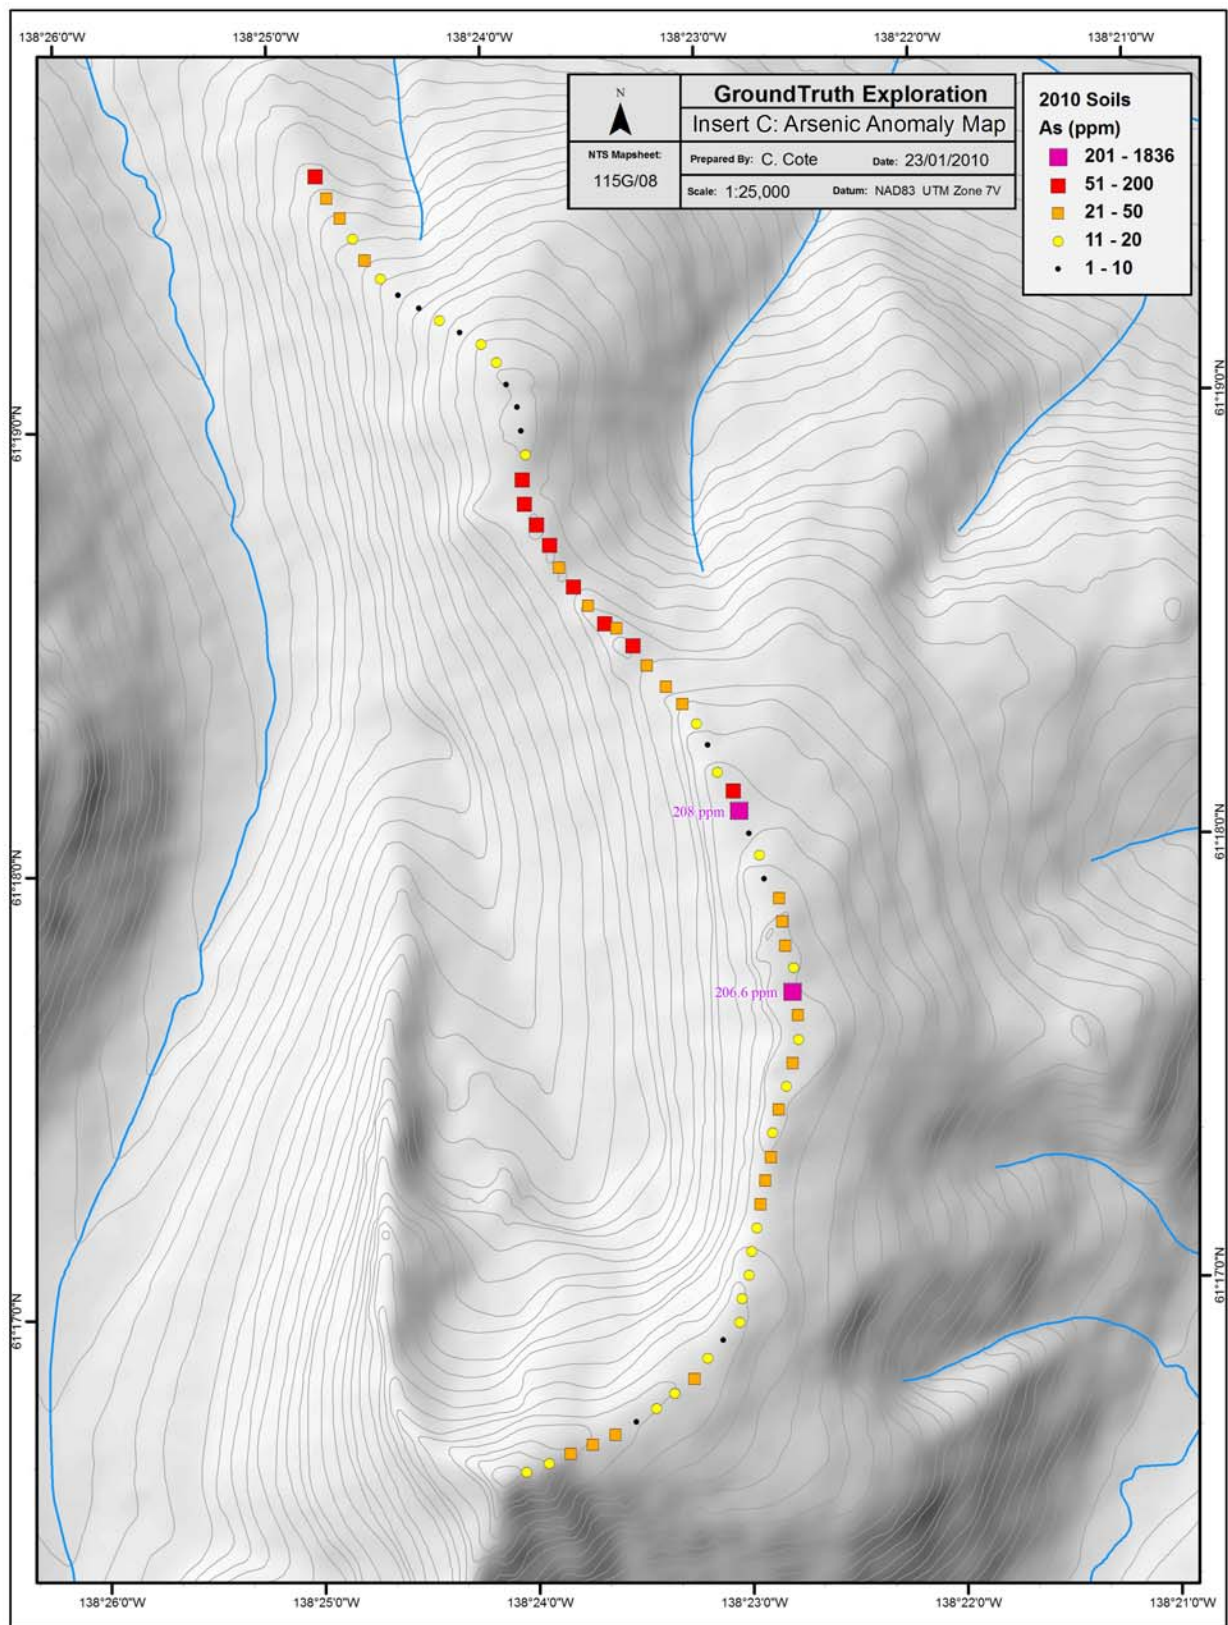 138°26'0"W 138°25'0"W 138°24'0"W 138°23'0"W 138°22'0"W 138°21'0"W
N
NTS Mapsheet:
115G/08
GroundTruth Exploration
Insert C: Arsenic Anomaly Map
Prepared By: C. Cote Date: 23/01/2010
Scale: 1:25,000 Datum: NAD83 UTM Zone 7V
2010 Soils
As (ppm)
201 - 1836
51 - 200
21 - 50
11 - 20
1 - 10
61°19'0"N
61°19'0"N
208 ppm
61°18'0"N
61°18'0"N
206.6 ppm
61°17'0"N
61°17'0"N
138°26'0"W 138°25'0"W 138°24'0"W 138°23'0"W 138°22'0"W 138°21'0"W